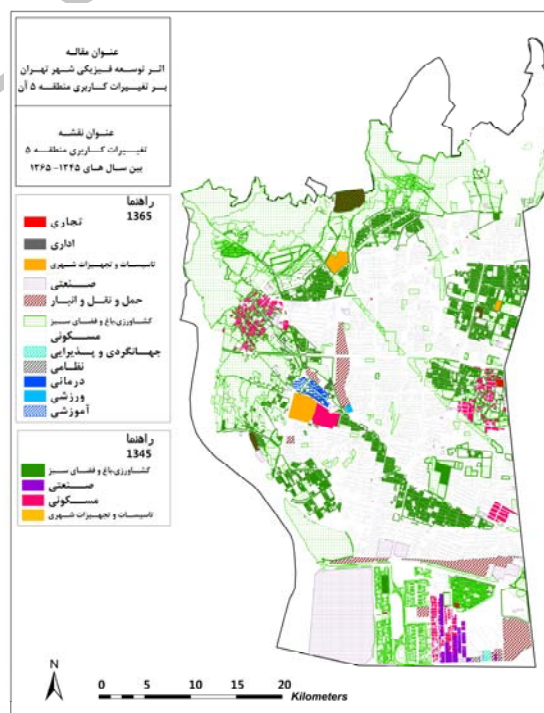 عنوان مقاله
اثر توسعه فیزیکی شهر تهران
بر تغییرات کاربری منطقه ۵ آن
عنوان نقشه
تغییرات کاربری منطقه ۵
بین سال های ۱۳۴۵- ۱۳۶۵
راهنما
1365
تجاری
اداری
تاسیسات و تجهیزات شهری
صنعتی
حمل و نقل و انبار
کشاورزی،باغ و فضای سبز
مسکونی
جهانگردی و پذیرایی
نظامی
درمانی
ورزشی
آموزشی
راهنما
1345
کشاورزی،باغ و فضای سبز
صنعتی
مسکونی
تاسیسات و تجهیزات شهری
N
0 5 10 15 20
Kilometers